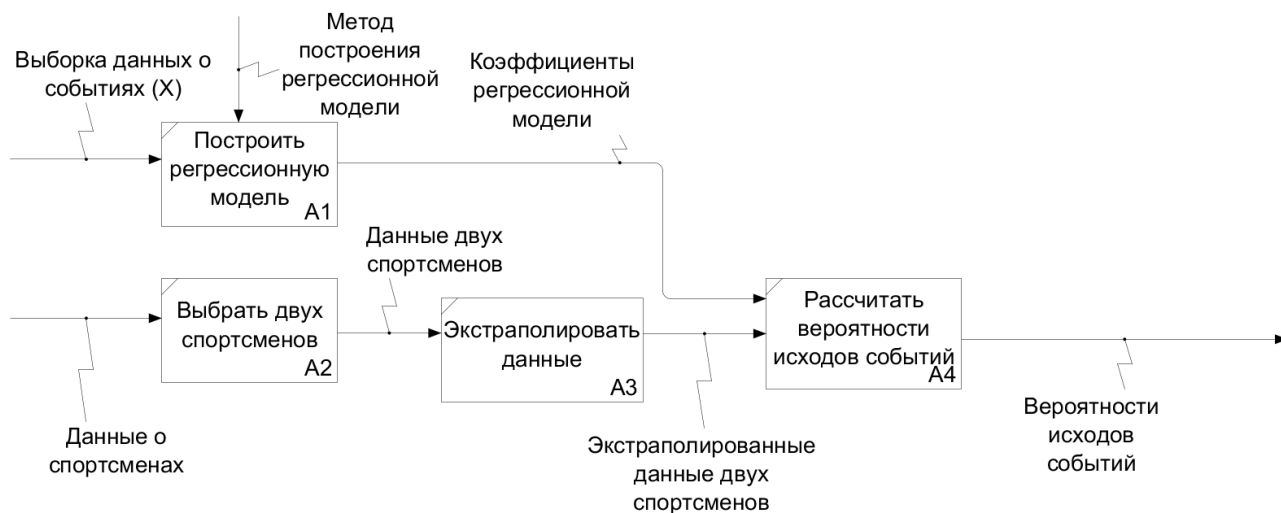 Выборка данных о
событиях (X)
Метод
построения
регрессионной
модели
Коэффициенты
регрессионной
модели
Построить
регрессионную
модель
A1
Данные двух
спортсменов
Выбрать двух
спортсменов
A2
Экстраполировать
данные
A3
Рассчитать
вероятности
исходов событий
A4
Данные о
спортсменах
Экстраполированные
данные двух
спортсменов
Вероятности
исходов
событий